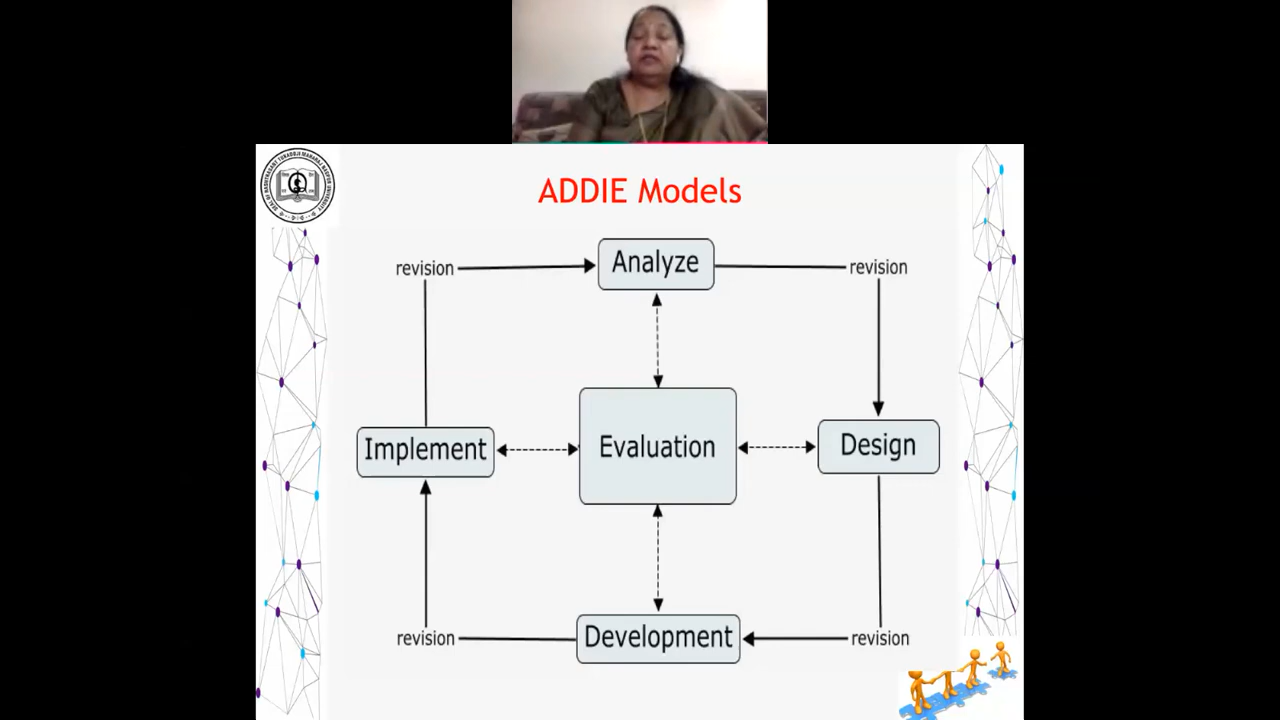 ADDIE Models
revision
Analyze
revision
Implement
Evaluation
Design
revision
Development
revision